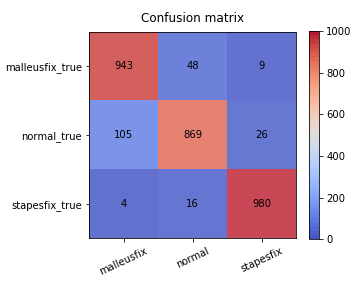 Confusion matrix
malleusfix_true 943 48 9
normal_true 105 869 26
stapesfix_true 4 16 980
malleusfix normal stapesfix
1000
800
600
400
200
0